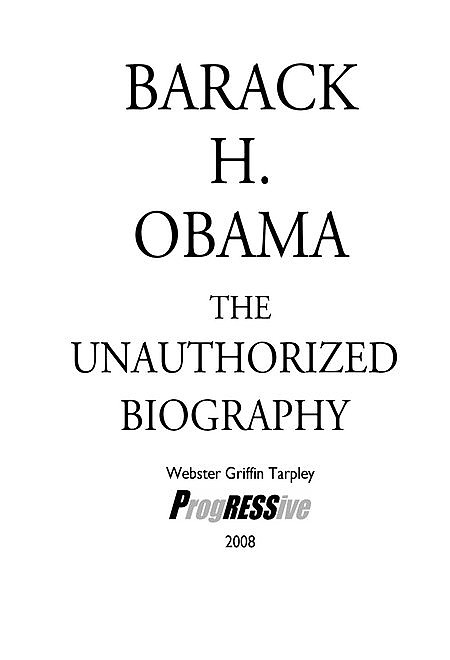 BARACK
H.
OBAMA
THE
UNAUTHORIZED
BIOGRAPHY
Webster Griffin Tarpley
ProgRESSive
2008